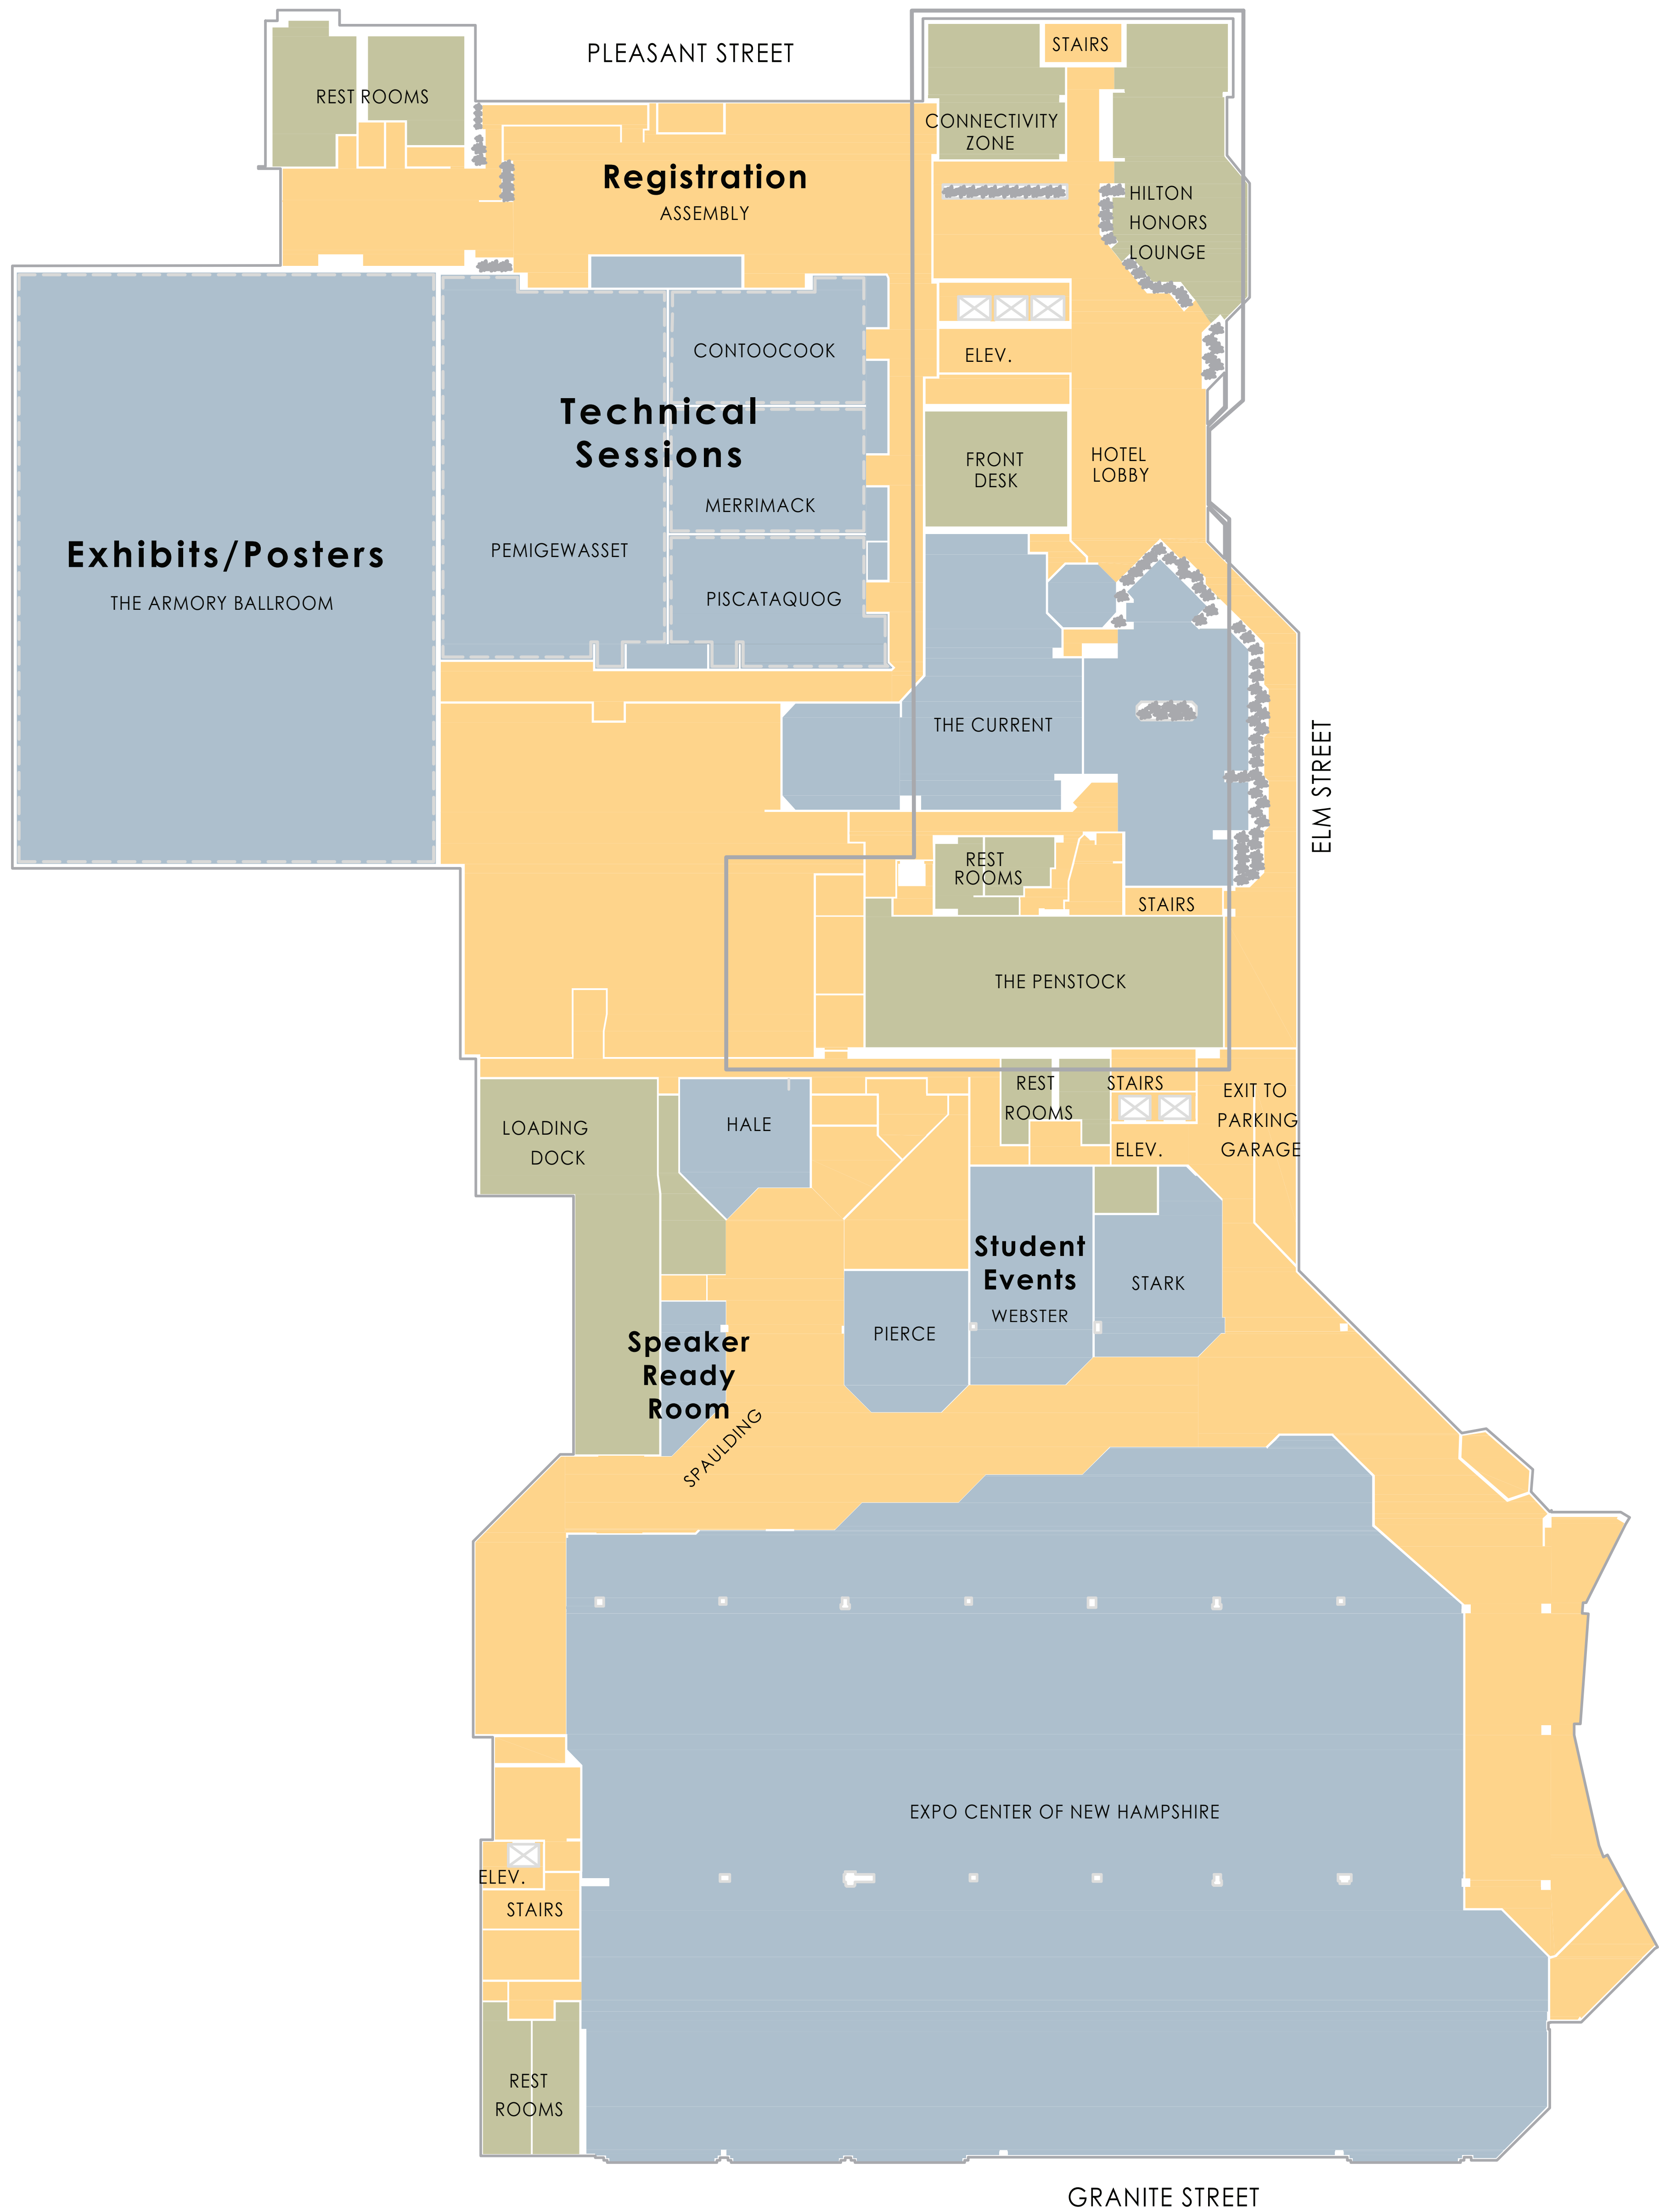 PLEASANT STREET
STAIRS
REST ROOMS
CONNECTIVITY
ZONE
Registration
ASSEMBLY
HILTON
HONORS
LOUNGE
CONTOOCOOK
ELEV.
Technical
Sessions
FRONT
DESK
HOTEL
LOBBY
MERRIMACK
PEMIGEWASSET
Exhibits/Posters
THE ARMORY BALLROOM
PISCATAQUOG
THE CURRENT
ELM STREET
REST
ROOMS
STAIRS
THE PENSTOCK
REST
ROOMS
STAIRS
EXIT TO
PARKING
GARAGE
ELEV.
LOADING
DOCK
HALE
Student
Events
WEBSTER
STARK
PIERCE
Speaker
Ready
Room
SPAULDING
EXPO CENTER OF NEW HAMPSHIRE
ELEV.
STAIRS
REST
ROOMS
GRANITE STREET